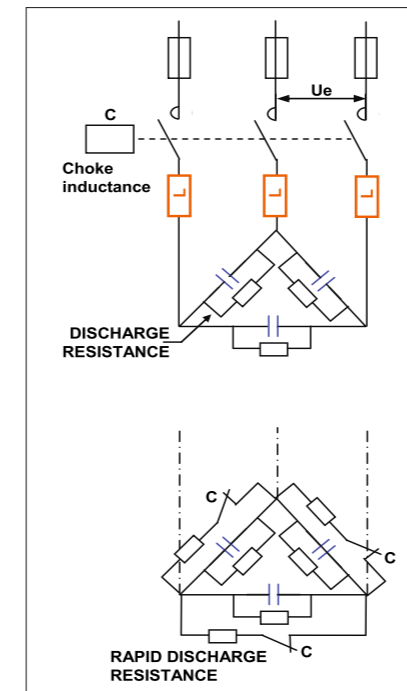 Ue
C
Choke
inductance
L
L
L
DISCHARGE
RESISTANCE
C
C
C
RAPID DISCHARGE
RESISTANCE